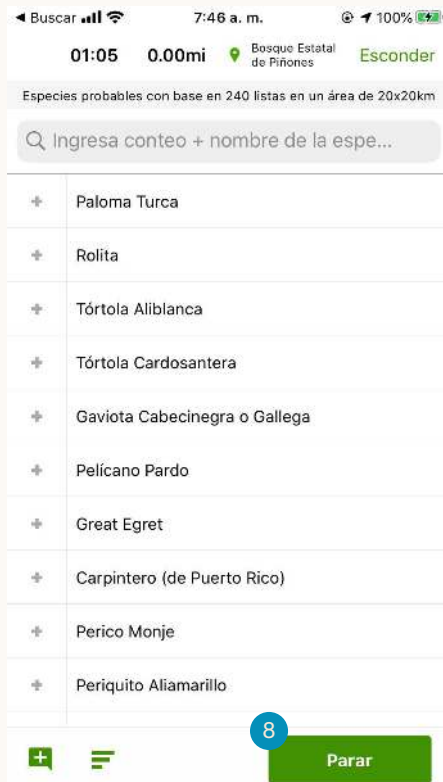 Buscar 7:46 a. m. 100%
01:05 0.00mi Bosque Estatal de Piñones Esconder
Especies probables con base en 240 listas en un área de 20x20km
Ingresa conteo + nombre de la espe...
+ Paloma Turca
+ Rolita
+ Tórtola Aliblanca
+ Tórtola Cardosantera
+ Gaviota Cabecinegra o Gallega
+ Pelícano Pardo
+ Great Egret
+ Carpintero (de Puerto Rico)
+ Perico Monje
+ Periquito Aliamarillo
8
Parar